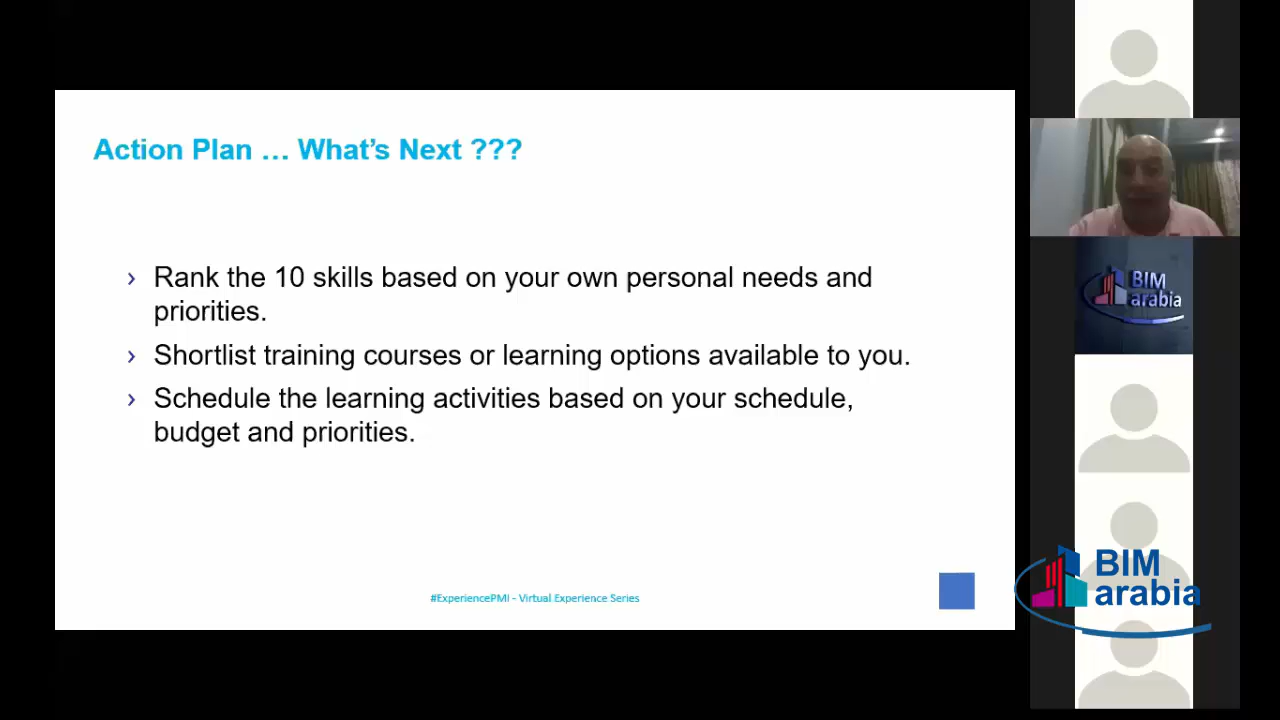 Action Plan … What's Next ???
› Rank the 10 skills based on your own personal needs and
priorities.
› Shortlist training courses or learning options available to you.
› Schedule the learning activities based on your schedule,
budget and priorities.
#ExperiencePMI - Virtual Experience Series
BIM
arabia
BIM
arabia